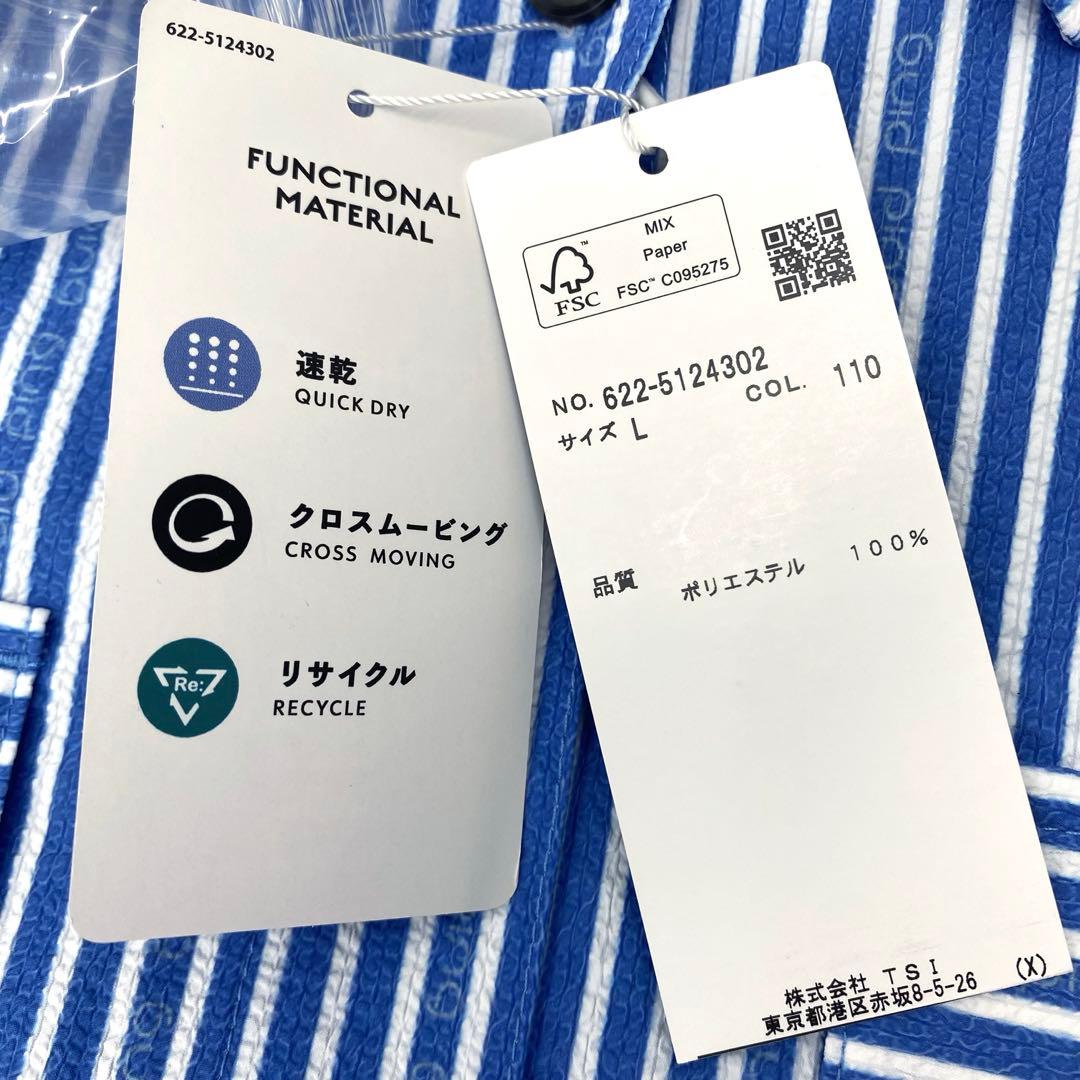 622-5124302
FUNCTIONAL
MATERIAL
速乾
QUICK DRY
クロスムービング
CROSS MOVING
Re:
リサイクル
RECYCLE
FSC
MIX
Paper
FSC™ C095275
NO. 622-5124302
COL. 110
サイズ L
品質 ポリエステル 100%
株式会社 TSI (X)
東京都港区赤坂8-5-26
ping